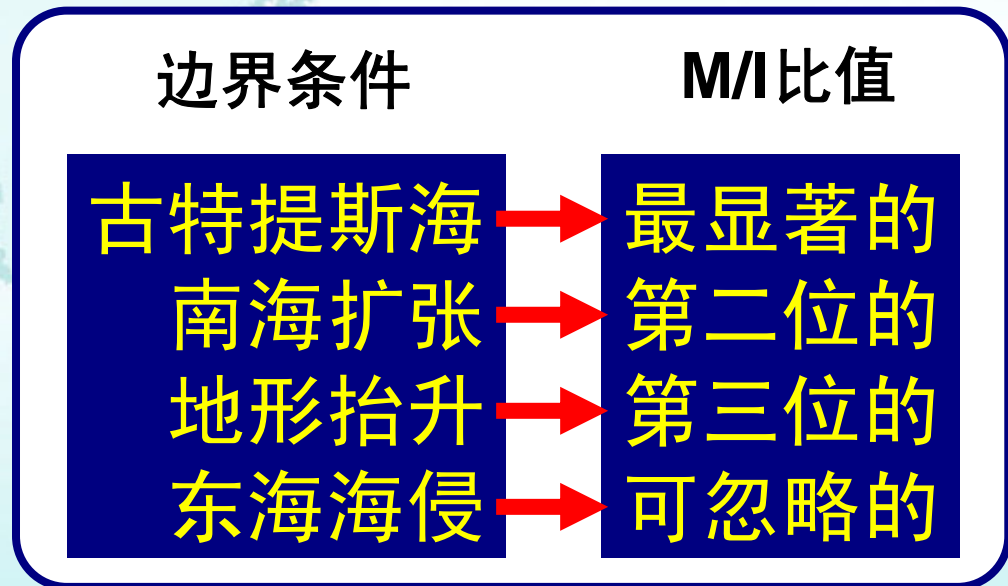 边界条件 M/I比值
古特提斯海 最显著的
南海扩张 第二位的
地形抬升 第三位的
东海海侵 可忽略的